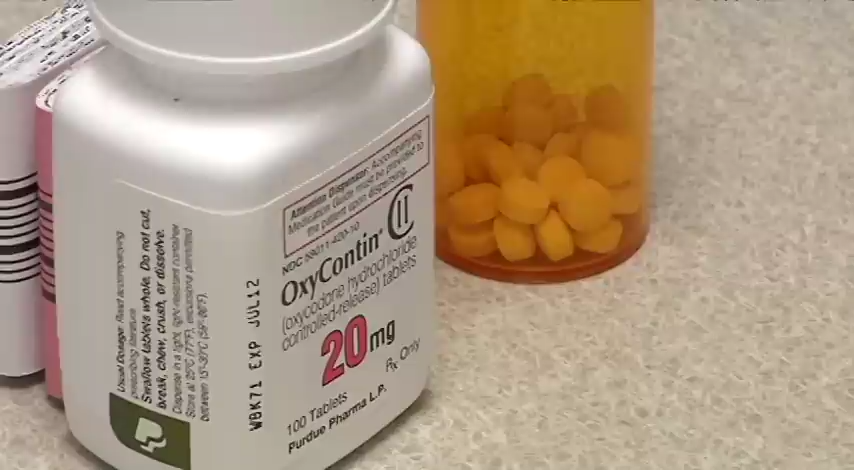 Attention Dispenser: Accompanying
Medication Guide must be provided to
the patient upon dispensing.
CII
NDC 59011-420-10
OxyContin®
(oxycodone hydrochloride
controlled-release) tablets
20 mg
Rx Only
100 Tablets
Purdue Pharma L.P.
WBK71 EXP JUL12
Usual Dosage: Read accompanying
prescribing literature.
Swallow tablets whole. Do not cut,
break, chew, crush, or dissolve.
Dispense in a tight, light-resistant container
Store at 25°C (77°F); excursions permitted
between 15°-30°C (59°-86°F).